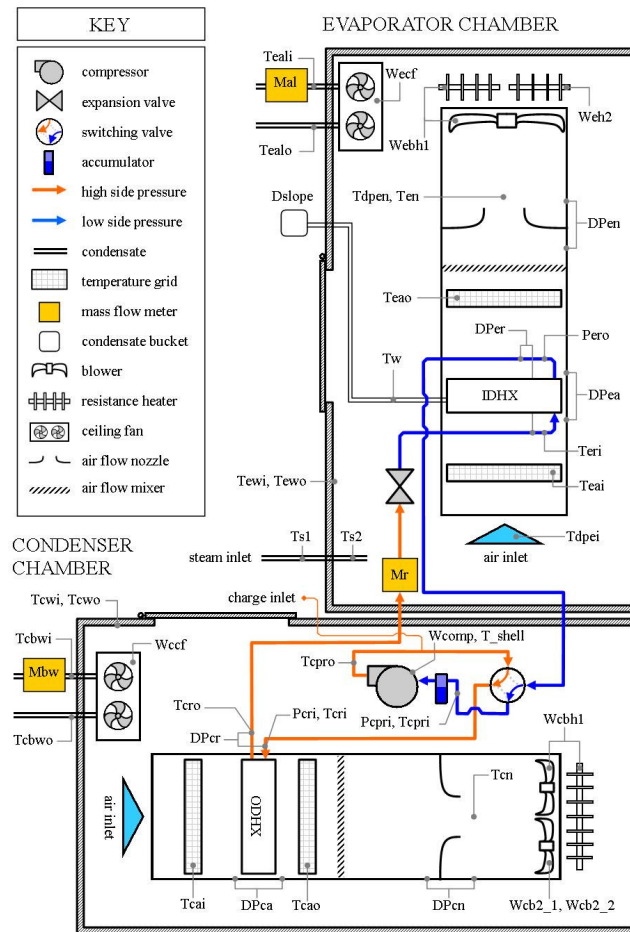 EVAPORATOR CHAMBER
KEY
compressor
expansion valve
switching valve
accumulator
high side pressure
low side pressure
condensate
temperature grid
mass flow meter
condensate bucket
blower
resistance heater
ceiling fan
air flow nozzle
air flow mixer
Teali
Mal
Wecf
Tealo
Webh1
Weh2
Dslope
Tdpen, Ten
DPen
Teao
DPer
Pero
Tw
IDHX
DPea
Teri
Tewi, Tewo
Teai
Tdpei
air inlet
CONDENSER
CHAMBER
Ts1
Ts2
steam inlet
Mr
charge inlet
Tcwi, Tcwo
Tcbwi
Wccf
Mbw
Tcbwo
Wcomp, T_shell
Tcpro
Tcro
Pcri, Tcri
DPcr
Pcpri, Tcpri
Wcbh1
air inlet
ODHX
Tcn
Tcai
DPca
Tcao
DPcn
Wcb2_1, Wcb2_2